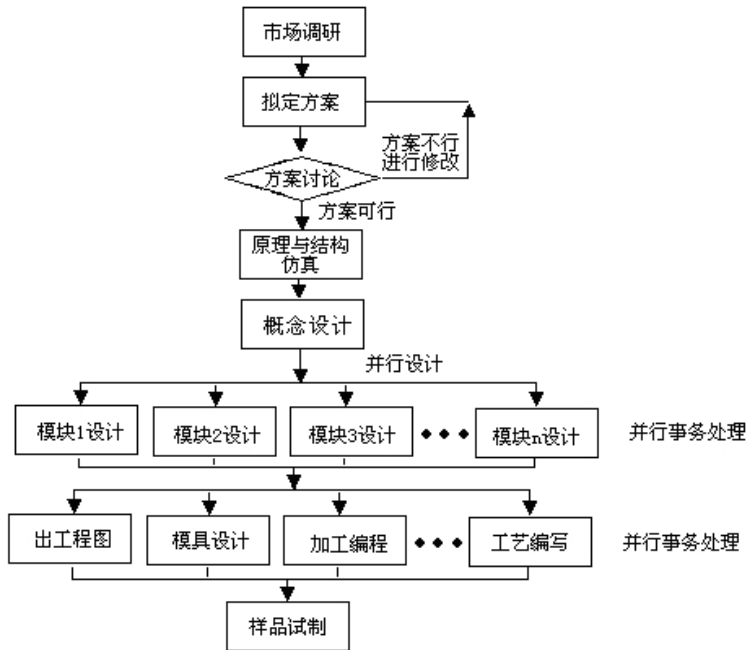 市场调研
拟定方案
方案不行
进行修改
方案讨论
方案可行
原理与结构
仿真
概念设计
并行设计
模块1设计
模块2设计
模块3设计
•••
模块n设计
并行事务处理
出工程图
模具设计
加工编程
•••
工艺编写
并行事务处理
样品试制